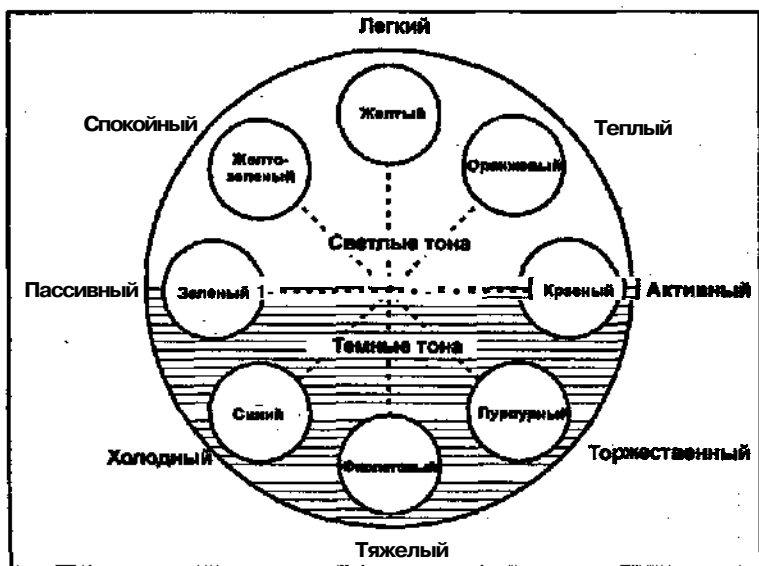 Легкий
Спокойный
Желтый
Теплый
Желто-
зеленый
Оранжевый
Светлые тона
Пассивный
Зеленый
Красный
Активный
Темные тона
Синий
Пурпурный
Холодный
Фиолетовый
Торжественный
Тяжелый